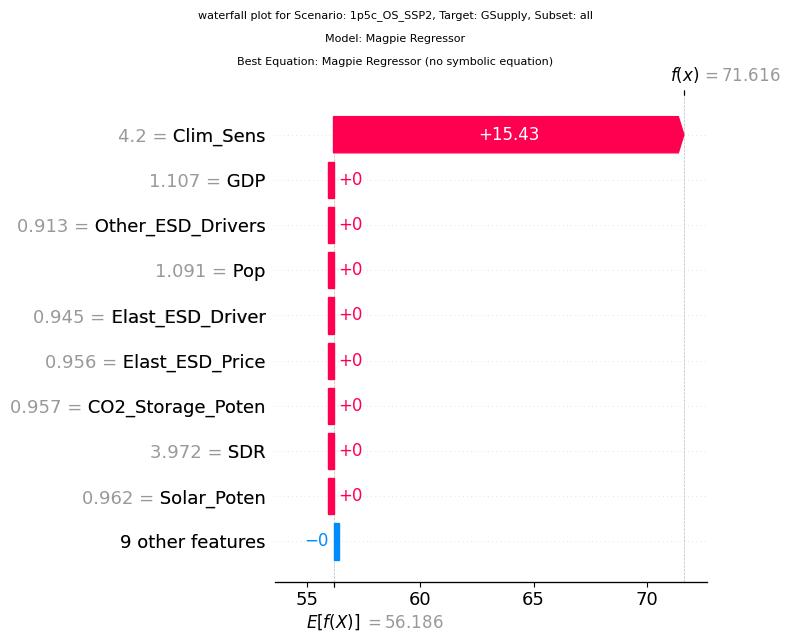 waterfall plot for Scenario: 1p5c_OS_SSP2, Target: GSupply, Subset: all
Model: Magpie Regressor
Best Equation: Magpie Regressor (no symbolic equation)
f(x) = 71.616
4.2 = Clim_Sens +15.43
1.107 = GDP +0
0.913 = Other_ESD_Drivers +0
1.091 = Pop +0
0.945 = Elast_ESD_Driver +0
0.956 = Elast_ESD_Price +0
0.957 = CO2_Storage_Poten +0
3.972 = SDR +0
0.962 = Solar_Poten +0
9 other features −0
55 60 65 70
E[f(X)] = 56.186